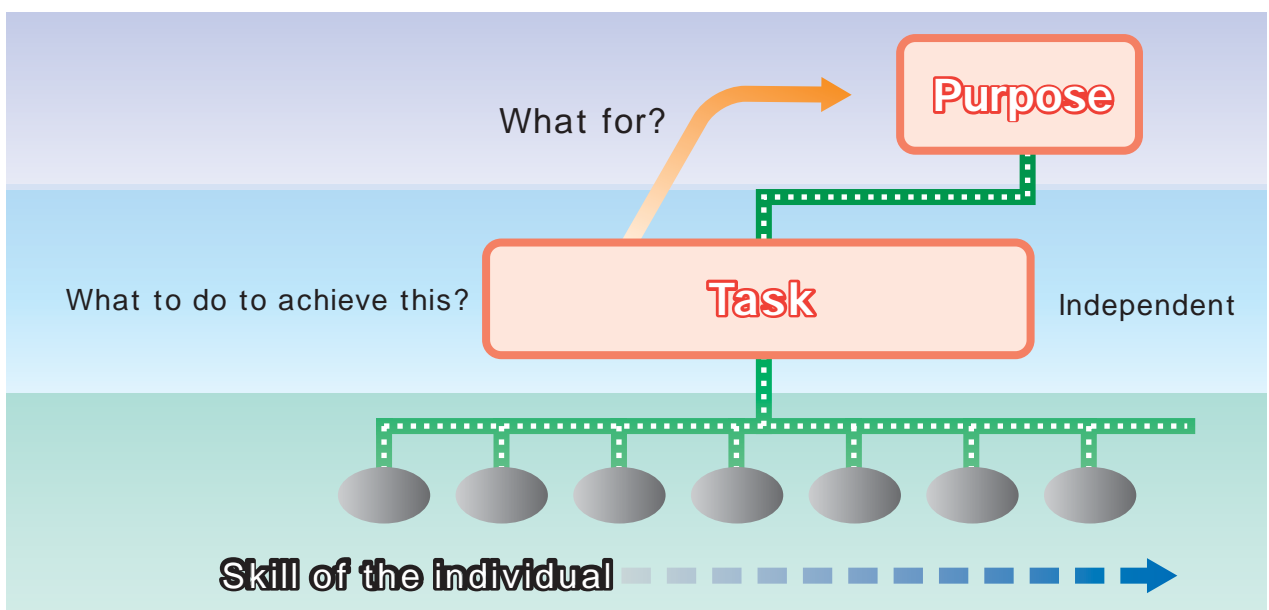 Purpose
What for?
What to do to achieve this?
Task
Independent
Skill of the individual